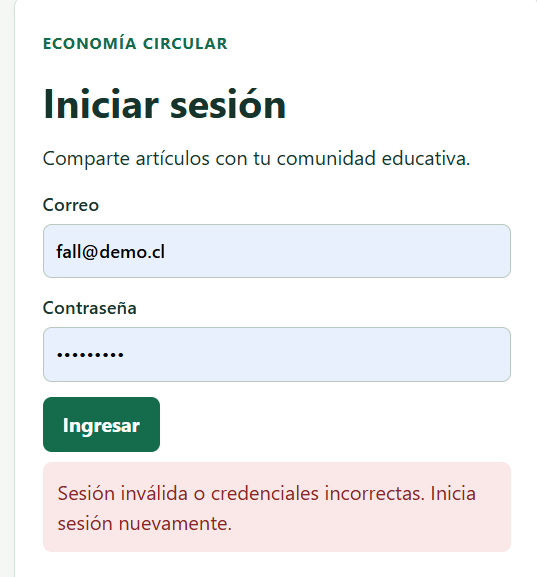 ECONOMÍA CIRCULAR
Iniciar sesión
Comparte artículos con tu comunidad educativa.
Correo
fall@demo.cl
Contraseña
•••••••••
Ingresar
Sesión inválida o credenciales incorrectas. Inicia
sesión nuevamente.